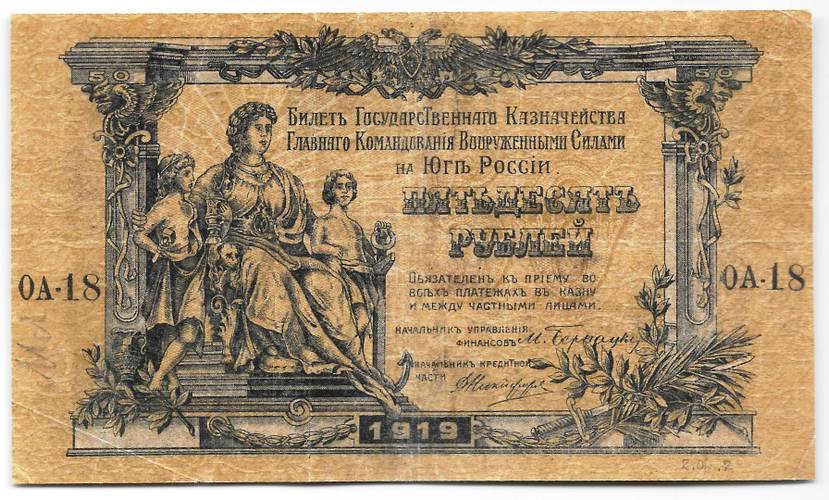 50
50
Билетъ Государственнаго Казначейства
Главнаго Командованія Вооруженными Силами
на Югѣ Россіи.
ПЯТЬДЕСЯТЪ
РУБЛЕЙ
ОБЯЗАТЕЛЕНЪ КЪ ПРІЕМУ ВО
ВСѢХЪ ПЛАТЕЖАХЪ ВЪ КАЗНУ
И МЕЖДУ ЧАСТНЫМИ ЛИЦАМИ.
ОА-18
ОА-18
НАЧАЛЬНИКЪ УПРАВЛЕНІЯ
ФИНАНСОВЪ
НАЧАЛЬНИКЪ КРЕДИТНОЙ
ЧАСТИ
1919